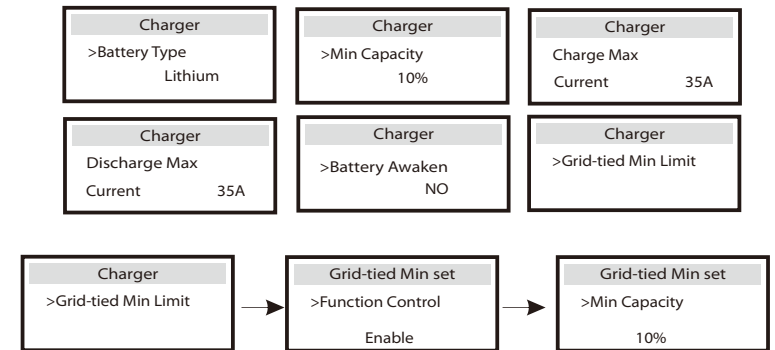 Charger
>Battery Type
Lithium
Charger
>Min Capacity
10%
Charger
Charge Max
Current 35A
Charger
Discharge Max
Current 35A
Charger
>Battery Awaken
NO
Charger
>Grid-tied Min Limit
Charger
>Grid-tied Min Limit
Grid-tied Min set
>Function Control
Enable
Grid-tied Min set
>Min Capacity
10%